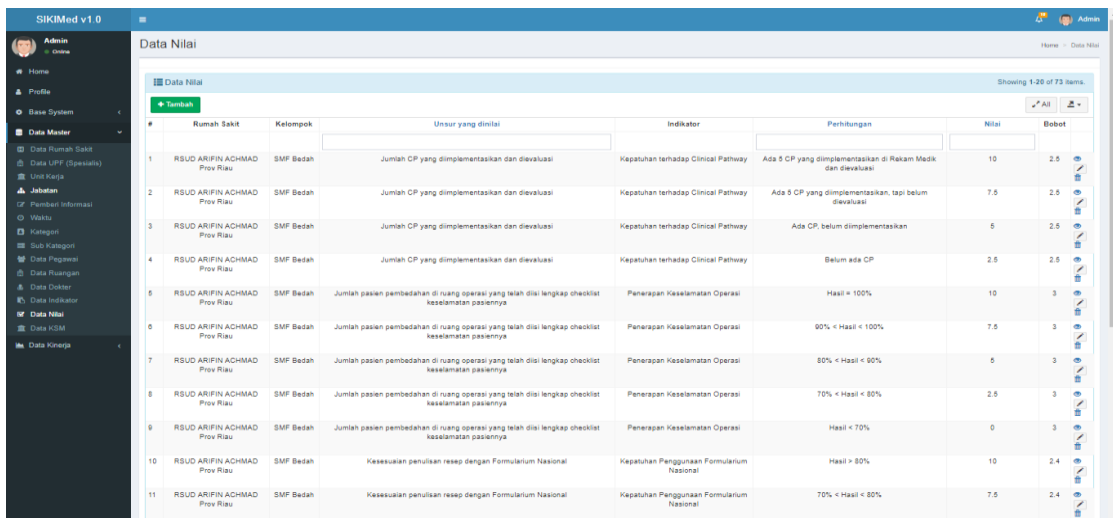 SIKIMed v1.0
Admin
Admin
Online
Data Nilai
Home > Data Nilai
Home
Profile
Base System
Data Master
Data Rumah Sakit
Data UPF (Spesialis)
Unit Kerja
Jabatan
Pemberi Informasi
Waktu
Kategori
Sub Kategori
Data Pegawai
Data Ruangan
Data Dokter
Data Indikator
Data Nilai
Data KSM
Data Kinerja
Data Nilai
Showing 1-20 of 73 items.
+ Tambah
All
# Rumah Sakit Kelompok Unsur yang dinilai Indikator Perhitungan Nilai Bobot
1 RSUD ARIFIN ACHMAD SMF Bedah Jumlah CP yang diimplementasikan dan dievaluasi Kepatuhan terhadap Clinical Pathway Ada 5 CP yang diimplementasikan di Rekam Medik 10 2.5
Prov Riau dan dievaluasi
2 RSUD ARIFIN ACHMAD SMF Bedah Jumlah CP yang diimplementasikan dan dievaluasi Kepatuhan terhadap Clinical Pathway Ada 5 CP yang diimplementasikan, tapi belum 7.5 2.5
Prov Riau dievaluasi
3 RSUD ARIFIN ACHMAD SMF Bedah Jumlah CP yang diimplementasikan dan dievaluasi Kepatuhan terhadap Clinical Pathway Ada CP, belum diimplementasikan 5 2.5
Prov Riau
4 RSUD ARIFIN ACHMAD SMF Bedah Jumlah CP yang diimplementasikan dan dievaluasi Kepatuhan terhadap Clinical Pathway Belum ada CP 2.5 2.5
Prov Riau
5 RSUD ARIFIN ACHMAD SMF Bedah Jumlah pasien pembedahan di ruang operasi yang telah diisi lengkap checklist Penerapan Keselamatan Operasi Hasil = 100% 10 3
Prov Riau keselamatan pasiennya
6 RSUD ARIFIN ACHMAD SMF Bedah Jumlah pasien pembedahan di ruang operasi yang telah diisi lengkap checklist Penerapan Keselamatan Operasi 90% < Hasil < 100% 7.5 3
Prov Riau keselamatan pasiennya
7 RSUD ARIFIN ACHMAD SMF Bedah Jumlah pasien pembedahan di ruang operasi yang telah diisi lengkap checklist Penerapan Keselamatan Operasi 80% < Hasil < 90% 5 3
Prov Riau keselamatan pasiennya
8 RSUD ARIFIN ACHMAD SMF Bedah Jumlah pasien pembedahan di ruang operasi yang telah diisi lengkap checklist Penerapan Keselamatan Operasi 70% < Hasil < 80% 2.5 3
Prov Riau keselamatan pasiennya
9 RSUD ARIFIN ACHMAD SMF Bedah Jumlah pasien pembedahan di ruang operasi yang telah diisi lengkap checklist Penerapan Keselamatan Operasi Hasil < 70% 0 3
Prov Riau keselamatan pasiennya
10 RSUD ARIFIN ACHMAD SMF Bedah Kesesuaian penulisan resep dengan Formularium Nasional Kepatuhan Penggunaan Formularium Hasil > 80% 10 2.4
Prov Riau Nasional
11 RSUD ARIFIN ACHMAD SMF Bedah Kesesuaian penulisan resep dengan Formularium Nasional Kepatuhan Penggunaan Formularium 70% < Hasil < 80% 7.5 2.4
Prov Riau Nasional